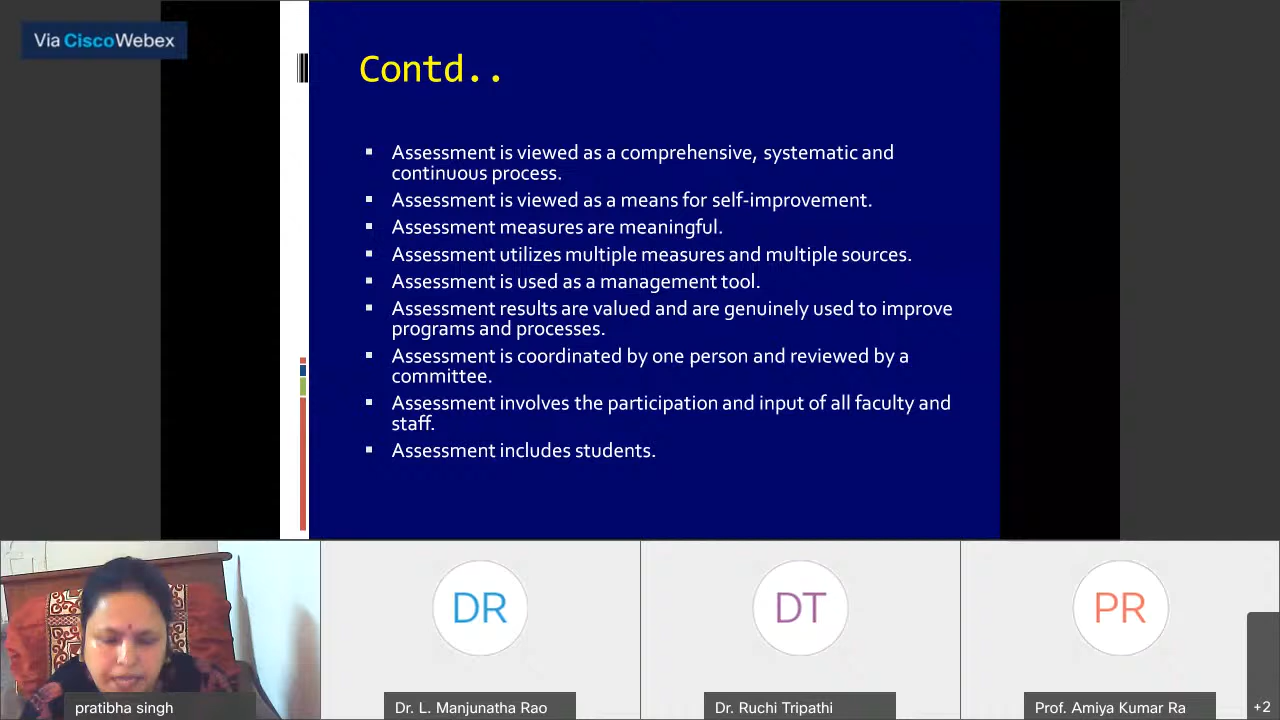 Via CiscoWebex
Contd..
▪ Assessment is viewed as a comprehensive, systematic and
continuous process.
▪ Assessment is viewed as a means for self-improvement.
▪ Assessment measures are meaningful.
▪ Assessment utilizes multiple measures and multiple sources.
▪ Assessment is used as a management tool.
▪ Assessment results are valued and are genuinely used to improve
programs and processes.
▪ Assessment is coordinated by one person and reviewed by a
committee.
▪ Assessment involves the participation and input of all faculty and
staff.
▪ Assessment includes students.
DR
DT
PR
pratibha singh
Dr. L. Manjunatha Rao
Dr. Ruchi Tripathi
Prof. Amiya Kumar Ra
+2